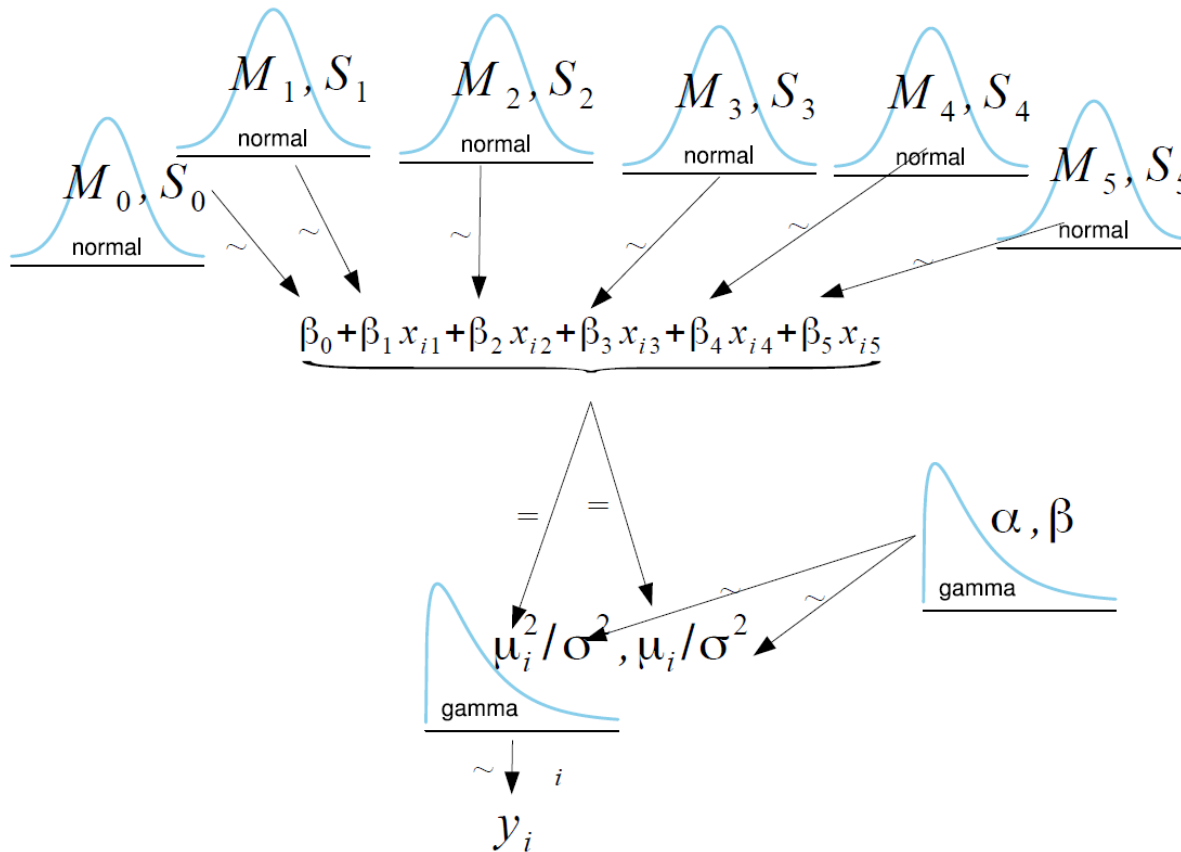 M₁, S₁
normal
M₂, S₂
normal
M₃, S₃
normal
M₄, S₄
normal
M₀, S₀
normal
M₅, S₅
normal
~ ~ ~ ~ ~ ~
β₀+β₁xᵢ₁+β₂xᵢ₂+β₃xᵢ₃+β₄xᵢ₄+β₅xᵢ₅
= =
α, β
gamma
~ ~
μᵢ²/σ², μᵢ/σ²
gamma
~ i
yᵢ